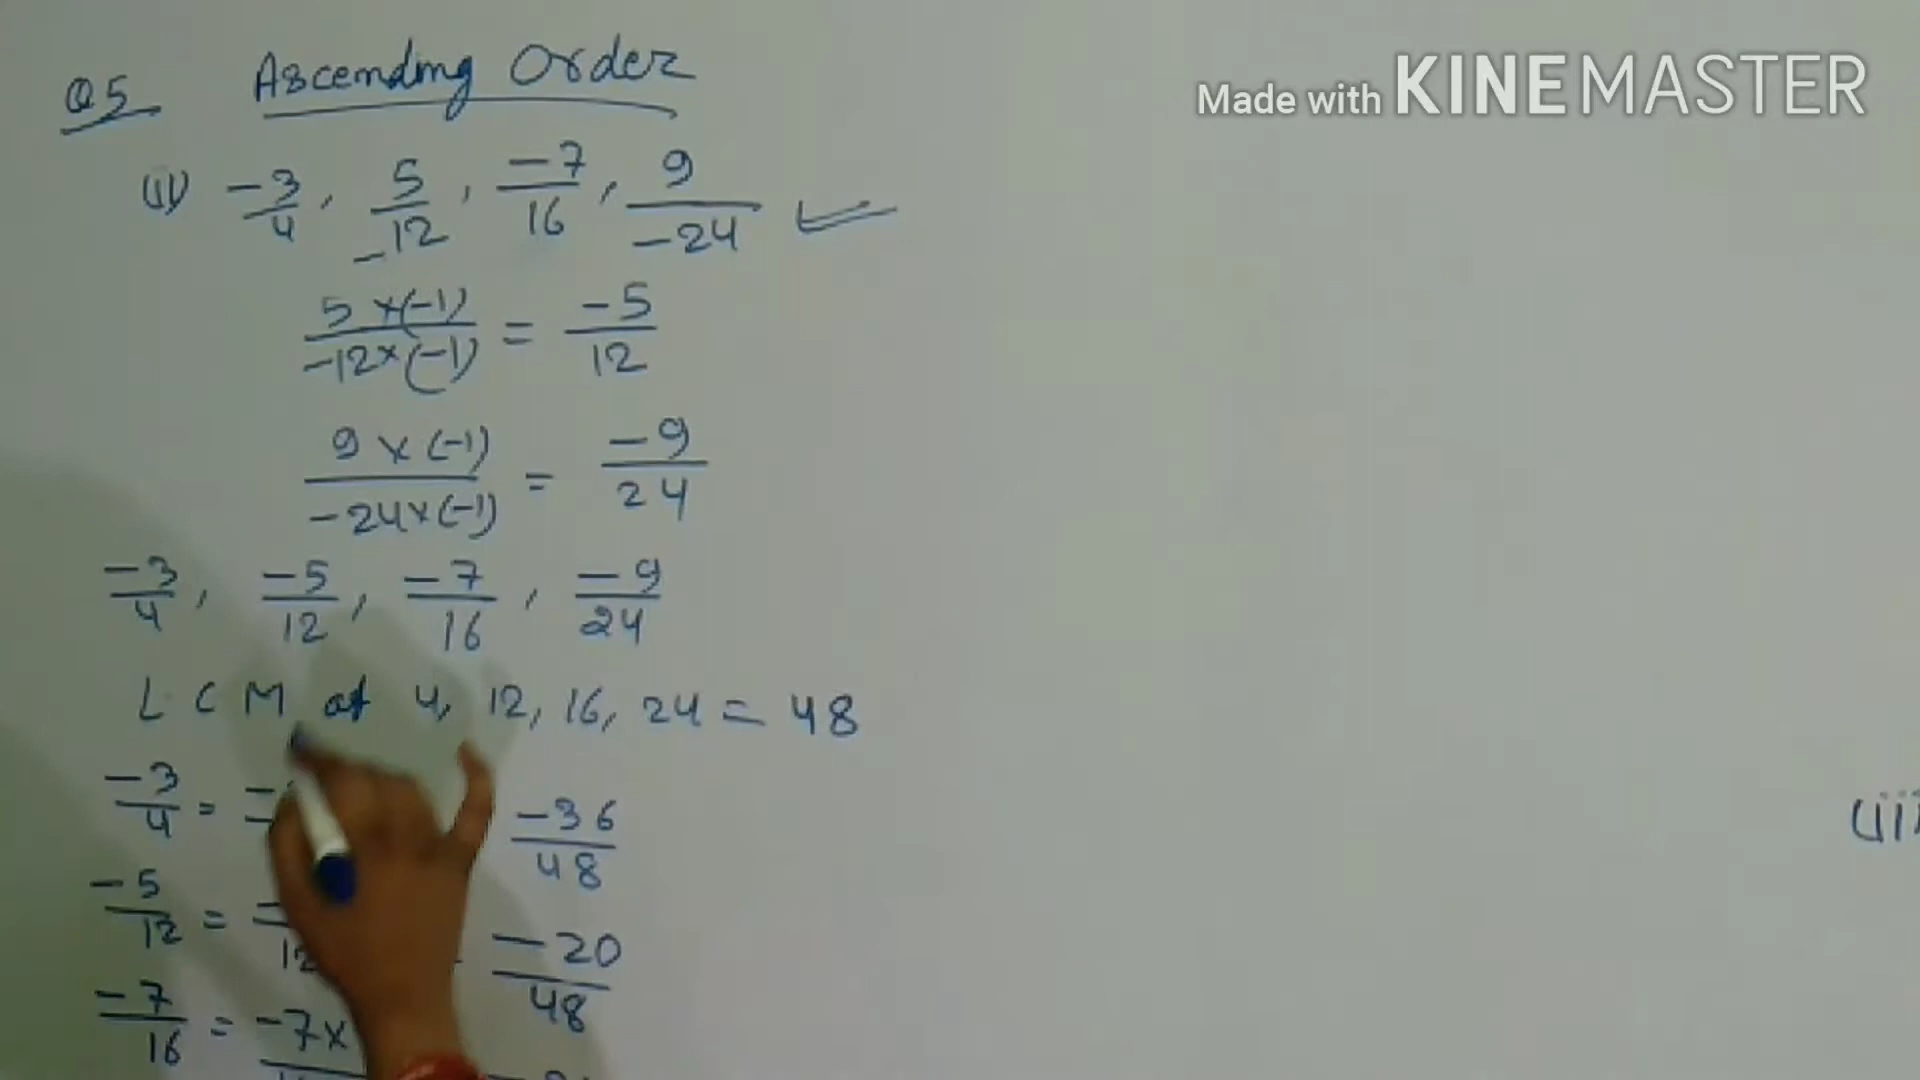 Made with KINEMASTER
Q5 Ascending Order
(ii) -3/4, 5/-12, -7/16, 9/-24
5×(-1)/-12×(-1) = -5/12
9×(-1)/-24×(-1) = -9/24
-3/4, -5/12, -7/16, -9/24
LCM of 4, 12, 16, 24 = 48
-3/4 = -36/48
(iii
-5/12 = -20/48
-7/16 = -7×